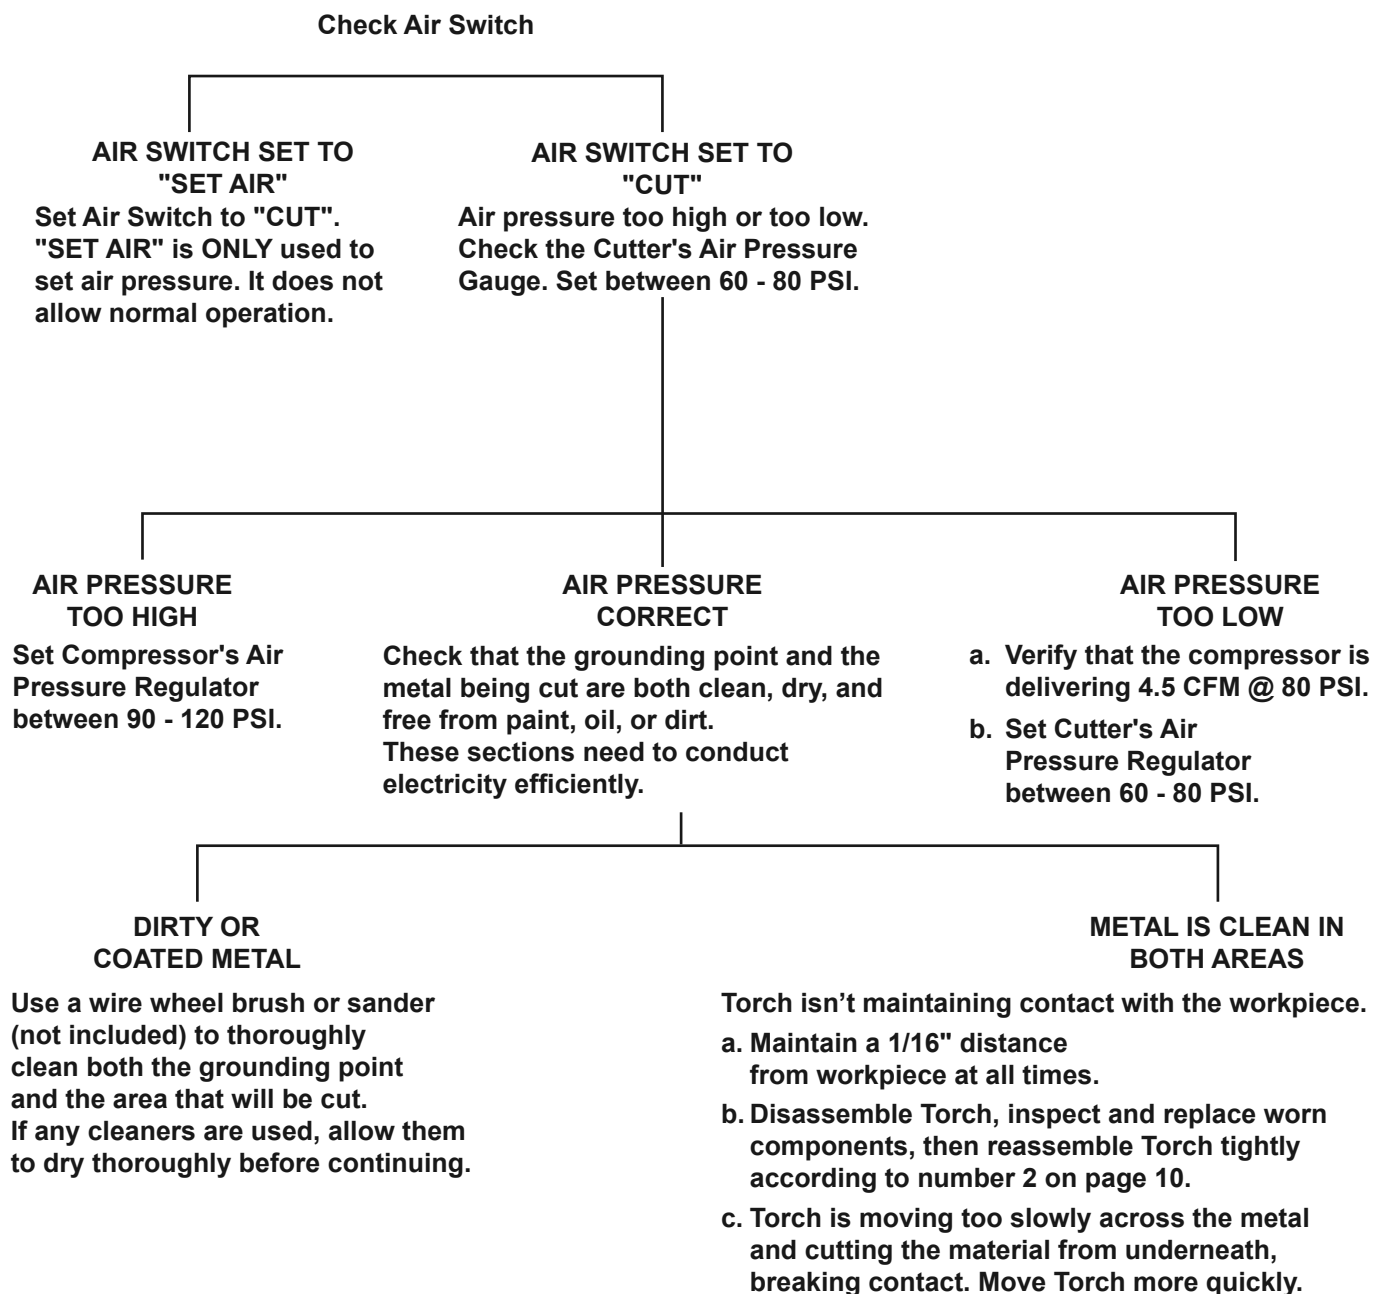 Check Air Switch
AIR SWITCH SET TO
"SET AIR"
Set Air Switch to "CUT".
"SET AIR" is ONLY used to
set air pressure. It does not
allow normal operation.
AIR SWITCH SET TO
"CUT"
Air pressure too high or too low.
Check the Cutter's Air Pressure
Gauge. Set between 60 - 80 PSI.
AIR PRESSURE
TOO HIGH
Set Compressor's Air
Pressure Regulator
between 90 - 120 PSI.
AIR PRESSURE
CORRECT
Check that the grounding point and the
metal being cut are both clean, dry, and
free from paint, oil, or dirt.
These sections need to conduct
electricity efficiently.
AIR PRESSURE
TOO LOW
a. Verify that the compressor is
delivering 4.5 CFM @ 80 PSI.
b. Set Cutter's Air
Pressure Regulator
between 60 - 80 PSI.
DIRTY OR
COATED METAL
Use a wire wheel brush or sander
(not included) to thoroughly
clean both the grounding point
and the area that will be cut.
If any cleaners are used, allow them
to dry thoroughly before continuing.
METAL IS CLEAN IN
BOTH AREAS
Torch isn’t maintaining contact with the workpiece.
a. Maintain a 1/16" distance
from workpiece at all times.
b. Disassemble Torch, inspect and replace worn
components, then reassemble Torch tightly
according to number 2 on page 10.
c. Torch is moving too slowly across the metal
and cutting the material from underneath,
breaking contact. Move Torch more quickly.